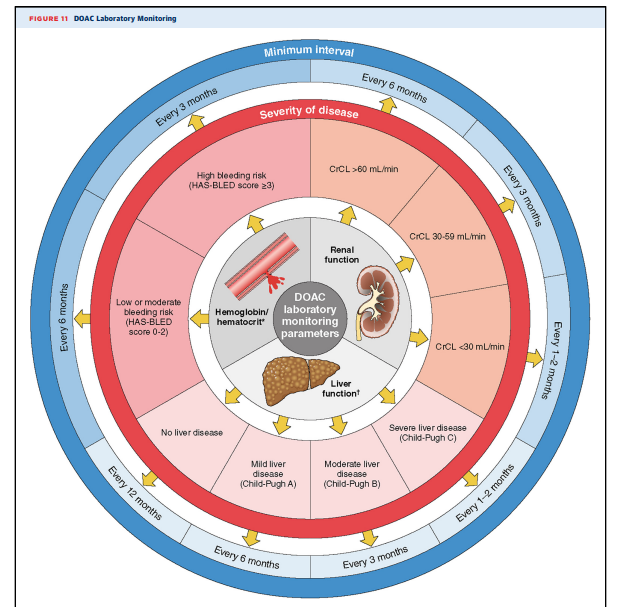 FIGURE 11 DOAC Laboratory Monitoring
Minimum interval
Every 3 months
Every 6 months
Severity of disease
High bleeding risk
(HAS-BLED score ≥3)
CrCL >60 mL/min
Every 3 months
CrCL 30-59 mL/min
Renal
function
Low or moderate
bleeding risk
(HAS-BLED
score 0-2)
Every 6 months
Hemoglobin/
hematocrit*
DOAC
laboratory
monitoring
parameters
CrCL <30 mL/min
Every 1–2 months
Liver
function†
No liver disease
Mild liver
disease
(Child-Pugh A)
Moderate liver
disease
(Child-Pugh B)
Severe liver disease
(Child-Pugh C)
Every 12 months
Every 6 months
Every 3 months
Every 1–2 months